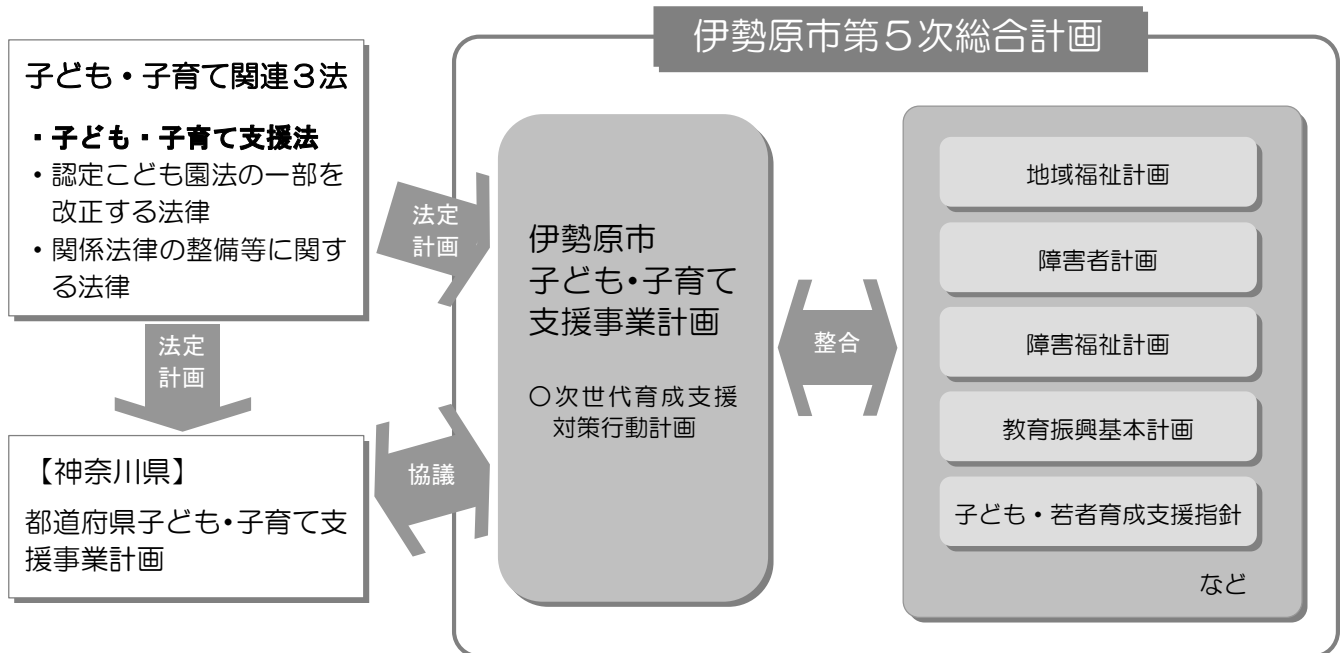 伊勢原市第５次総合計画
子ども・子育て関連３法
・子ども・子育て支援法
・認定こども園法の一部を
改正する法律
・関係法律の整備等に関す
る法律
法定
計画
法定
計画
【神奈川県】
都道府県子ども・子育て支
援事業計画
協議
伊勢原市
子ども・子育て
支援事業計画
〇次世代育成支援
対策行動計画
整合
地域福祉計画
障害者計画
障害福祉計画
教育振興基本計画
子ども・若者育成支援指針
など